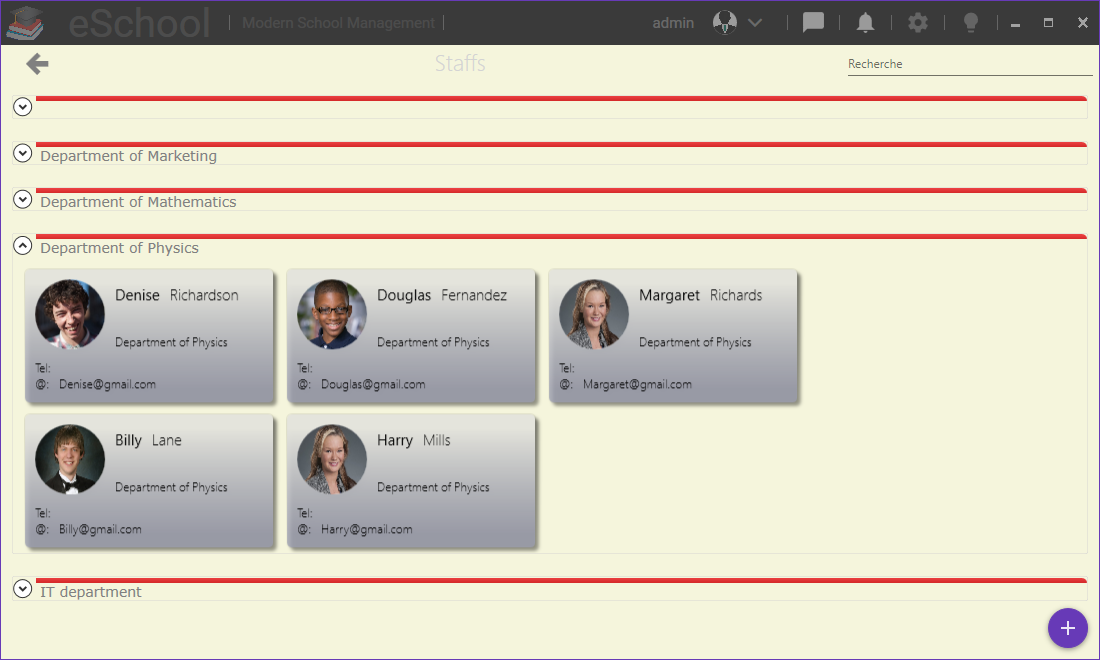 eSchool | Modern School Management | admin
Staffs
Recherche
Department of Marketing
Department of Mathematics
Department of Physics
Denise Richardson
Department of Physics
Tel:
@: Denise@gmail.com
Douglas Fernandez
Department of Physics
Tel:
@: Douglas@gmail.com
Margaret Richards
Department of Physics
Tel:
@: Margaret@gmail.com
Billy Lane
Department of Physics
Tel:
@: Billy@gmail.com
Harry Mills
Department of Physics
Tel:
@: Harry@gmail.com
IT department